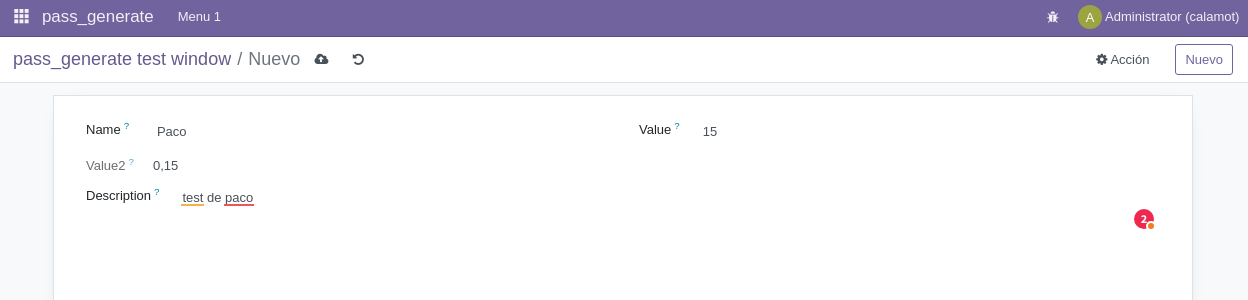 pass_generate Menu 1 Administrator (calamot)
A
pass_generate test window / Nuevo Acción Nuevo
Name ? Paco Value ? 15
Value2 ? 0,15
Description ? test de paco
2